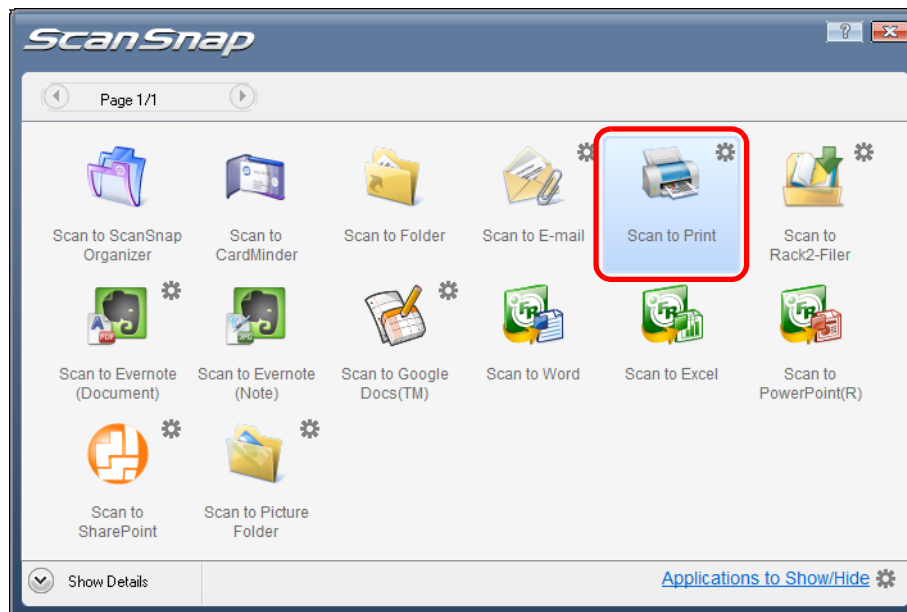 ScanSnap
?
Page 1/1
Scan to ScanSnap
Organizer
Scan to
CardMinder
Scan to Folder
Scan to E-mail
Scan to Print
Scan to
Rack2-Filer
Scan to Evernote
(Document)
Scan to Evernote
(Note)
Scan to Google
Docs(TM)
Scan to Word
Scan to Excel
Scan to
PowerPoint(R)
Scan to
SharePoint
Scan to Picture
Folder
Show Details
Applications to Show/Hide